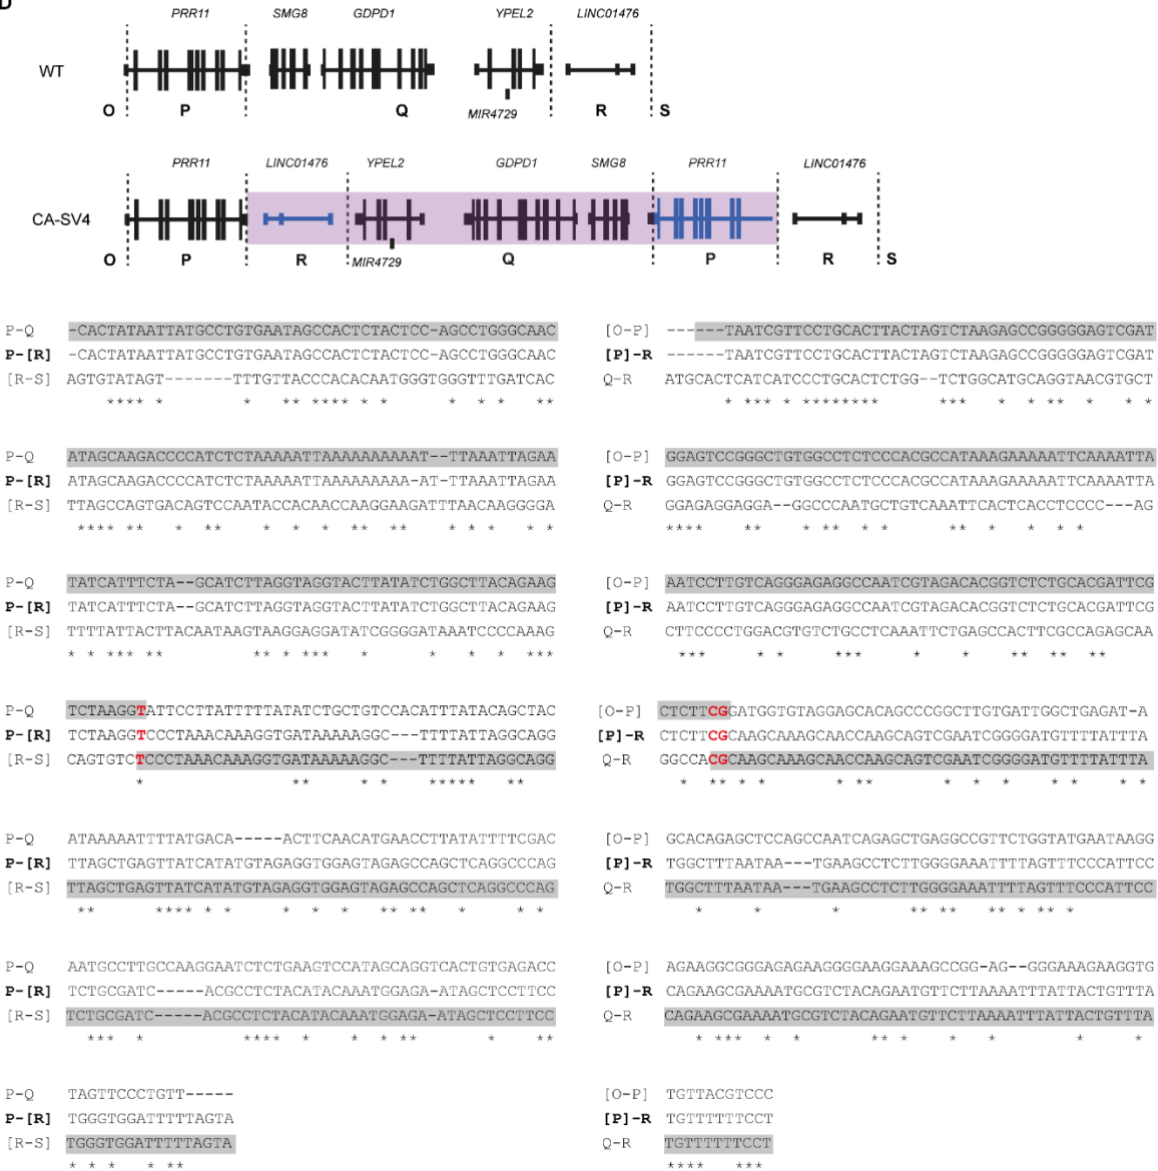 D
PRR11 SMG8 GDPD1 YPEL2 LINC01476
WT
MIR4729
O P Q R S
PRR11 LINC01476 YPEL2 GDPD1 SMG8 PRR11 LINC01476
CA-SV4
O P R MIR4729 Q P R S
P-Q -CACTATAATTATGCCTGTGAATAGCCACTCTACTCC-AGCCTGGGCAAC
P-[R] -CACTATAATTATGCCTGTGAATAGCCACTCTACTCC-AGCCTGGGCAAC
[R-S] AGTGTATAGT-------TTTGTTACCCACACAATGGGTGGGTTTGATCAC
**** * * ** **** * * * * * **
P-Q ATAGCAAGACCCCATCTCTAAAAATTAAAAAAAAAAT--TTAAATTAGAA
P-[R] ATAGCAAGACCCCATCTCTAAAAATTAAAAAAAAA-AT-TTAAATTAGAA
[R-S] TTAGCCAGTGACAGTCCAATACCACAACCAAGGAAGATTTAACAAGGGGA
**** ** * ** * * * ** ** * * * * *
P-Q TATCATTTCTA--GCATCTTAGGTAGGTACTTATATCTGGCTTACAGAAG
P-[R] TATCATTTCTA--GCATCTTAGGTAGGTACTTATATCTGGCTTACAGAAG
[R-S] TTTTATTACTTACAATAAGTAAGGAGGATATCGGGGATAAATCCCCAAAG
* * *** ** ** * *** * * * * ***
P-Q TCTAAGGTATTCCTTATTTTTATATCTGCTGTCCACATTTATACAGCTAC
P-[R] TCTAAGGTCCCTAAACAAAGGTGATAAAAAGGC---TTTTATTAGGCAGG
[R-S] CAGTGTCTCCCTAAACAAAGGTGATAAAAAGGC---TTTTATTAGGCAGG
* ** * * ***** **
P-Q ATAAAAATTTTATGACA-----ACTTCAACATGAACCTTATATTTTCGAC
P-[R] TTAGCTGAGTTATCATATGTAGAGGTGGAGTAGAGCCAGCTCAGGCCCAG
[R-S] TTAGCTGAGTTATCATATGTAGAGGTGGAGTAGAGCCAGCTCAGGCCCAG
** **** * * * * * ** ** * * *
P-Q AATGCCTTGCCAAGGAATCTCTGAAGTCCATAGCAGGTCACTGTGAGACC
P-[R] TCTGCGATC-----ACGCCTCTACATACAAATGGAGA-ATAGCTCCTTCC
[R-S] TCTGCGATC-----ACGCCTCTACATACAAATGGAGA-ATAGCTCCTTCC
*** * **** * * ** * **
P-Q TAGTTCCCTGTT-----
P-[R] TGGGTGGATTTTTAGTA
[R-S] TGGGTGGATTTTTAGTA
* * * * **
[O-P] ------TAATCGTTCCTGCACTTACTAGTCTAAGAGCCGGGGGAGTCGAT
[P]-R ------TAATCGTTCCTGCACTTACTAGTCTAAGAGCCGGGGGAGTCGAT
Q-R ATGCACTCATCATCCCTGCACTCTGG--TCTGGCATGCAGGTAACGTGCT
* *** * ******** *** * * * * *
[O-P] GGAGTCCGGGCTGTGGCCTCTCCCACGCCATAAAGAAAAATTCAAAATTA
[P]-R GGAGTCCGGGCTGTGGCCTCTCCCACGCCATAAAGAAAAATTCAAAATTA
Q-R GGAGAGGAGGA--GGCCCAATGCTGTCAAATTCACTCACCTCCCC---AG
**** ** * ** * * ** * * * *
[O-P] AATCCTTGTCAGGGAGAGGCCAATCGTAGACACGGTCTCTGCACGATTCG
[P]-R AATCCTTGTCAGGGAGAGGCCAATCGTAGACACGGTCTCTGCACGATTCG
Q-R CTTCCCCTGGACGTGTCTGCCTCAAATTCTGAGCCACTTCGCCAGAGCAA
*** * * *** * * ** ** **
[O-P] CTCTTCGGATGGTGTAGGAGCACAGCCCGGCTTGTGATTGGCTGAGAT-A
[P]-R CTCTTCGCAAGCAAAGCAACCAAGCAGTCGAATCGGGGATGTTTTATTTA
Q-R GGCCACGCAAGCAAAGCAACCAAGCAGTCGAATCGGGGATGTTTTATTTA
* ** * * * ** * * * * *
[O-P] GCACAGAGCTCCAGCCAATCAGAGCTGAGGCCGTTCTGGTATGAATAAGG
[P]-R TGGCTTTAATAA---TGAAGCCTCTTGGGGAAATTTTAGTTTCCCATTCC
Q-R TGGCTTTAATAA---TGAAGCCTCTTGGGGAAATTTTAGTTTCCCATTCC
* * * ** ** ** * ** *
[O-P] AGAAGGCGGGAGAGAAGGGGAAGGAAAGCCGG-AG--GGGAAAGAAGGTG
[P]-R CAGAAGCGAAAATGCGTCTACAGAATGTTCTTAAAATTTATTACTGTTTA
Q-R CAGAAGCGAAAATGCGTCTACAGAATGTTCTTAAAATTTATTACTGTTTA
* *** * * ** * * * * *
[O-P] TGTTACGTCCC
[P]-R TGTTTTTTCCT
Q-R TGTTTTTTCCT
**** ***